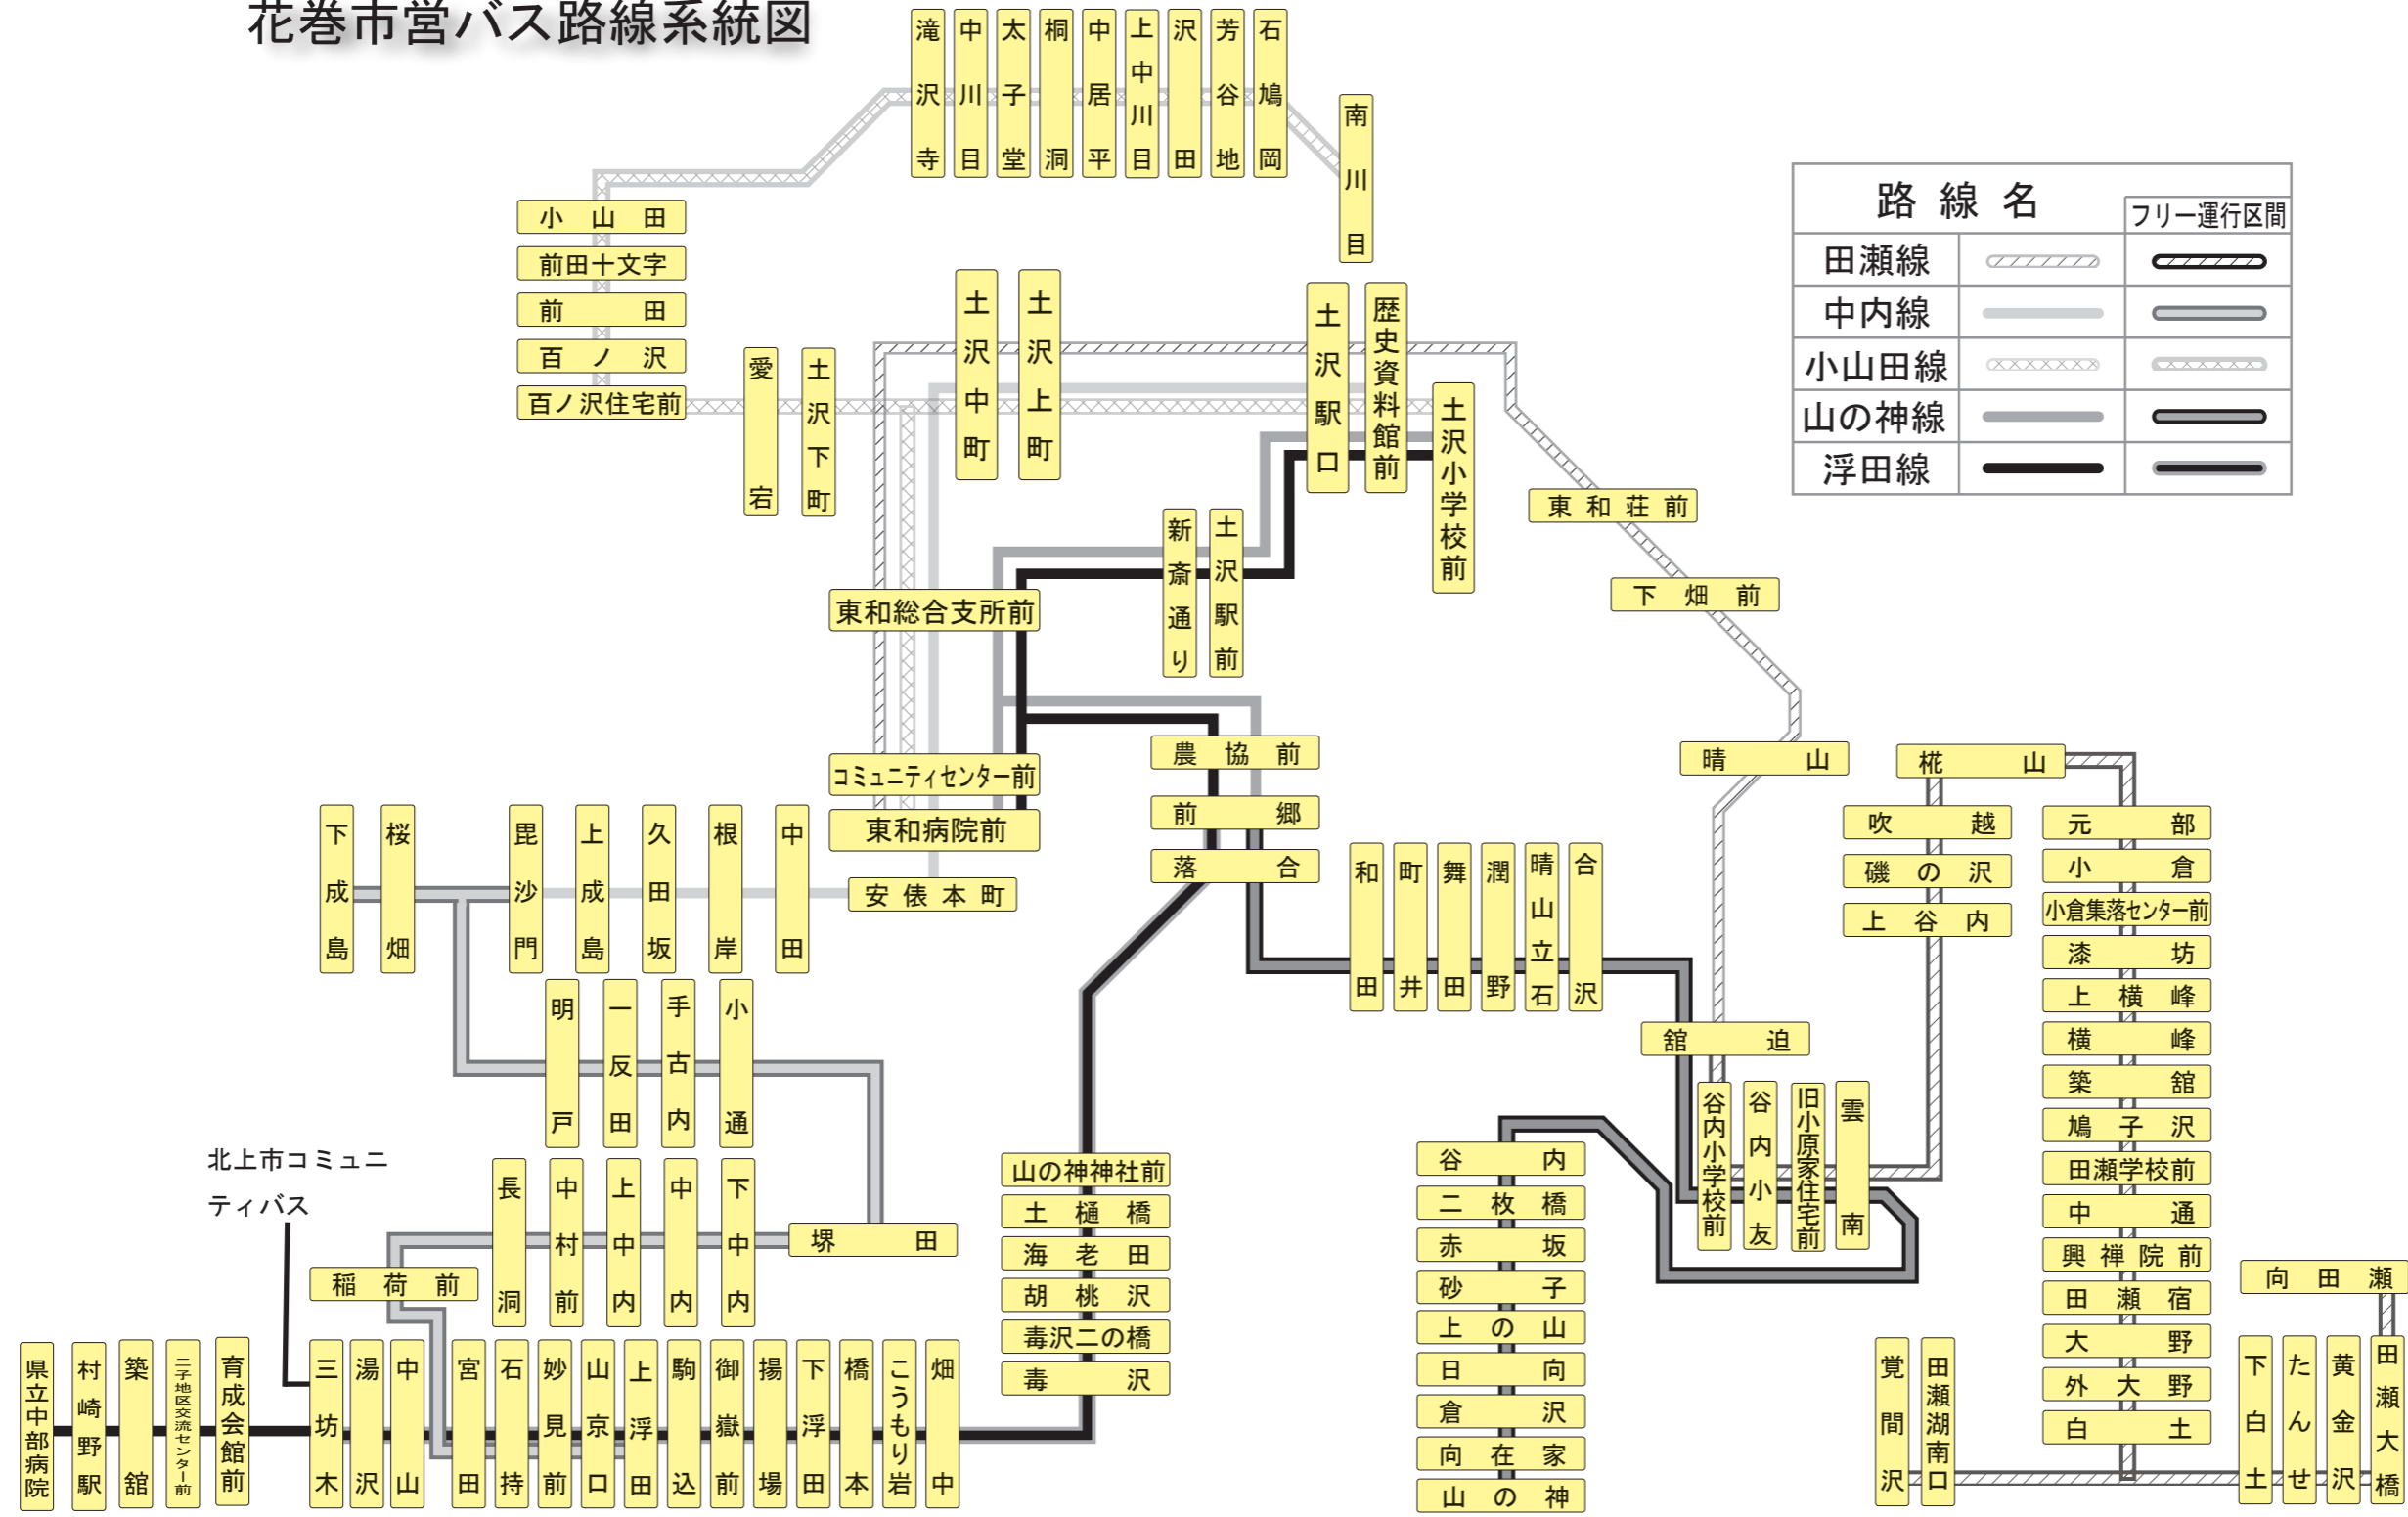 花巻市営バス路線系統図
滝沢寺
中川目
太子堂
桐洞
中居平
上中川目
沢田
芳谷地
石鳩岡
南川目
路線名
フリー運行区間
田瀬線
中内線
小山田線
山の神線
浮田線
小山田
前田十文字
前田
百ノ沢
百ノ沢住宅前
愛宕
土沢下町
土沢中町
土沢上町
土沢駅口
歴史資料館前
土沢小学校前
新斎通り
土沢駅前
東和荘前
下畑前
晴山
東和総合支所前
コミュニティセンター前
東和病院前
安俵本町
農協前
前郷
落合
下成島
桜畑
毘沙門
上成島
久田坂
根岸
中田
明戸
一反田
手古内
小通
長洞
中村前
上中内
中内
下中内
堺田
稲荷前
北上市コミュニ
ティバス
和田
町井
舞田
潤野
晴山立石
合沢
舘迫
谷内小学校前
谷内小友
旧小原家住宅前
雲南
椛山
吹越
磯の沢
上谷内
元部
小倉
小倉集落センター前
漆坊
上横峰
横峰
築舘
鳩子沢
田瀬学校前
中通
興禅院前
田瀬宿
大野
外大野
白土
向田瀬
覚間沢
田瀬湖南口
下白土
たんせ
黄金沢
田瀬大橋
谷内
二枚橋
赤坂
砂子
上の山
日向
倉沢
向在家
山の神
山の神神社前
土樋橋
海老田
胡桃沢
毒沢二の橋
毒沢
県立中部病院
村崎野駅
築舘
二子地区交流センター前
育成会館前
三坊木
湯沢
中山
宮田
石持
妙見前
山京口
上浮田
駒込
御嶽前
揚場
下浮田
橋本
こうもり岩
畑中